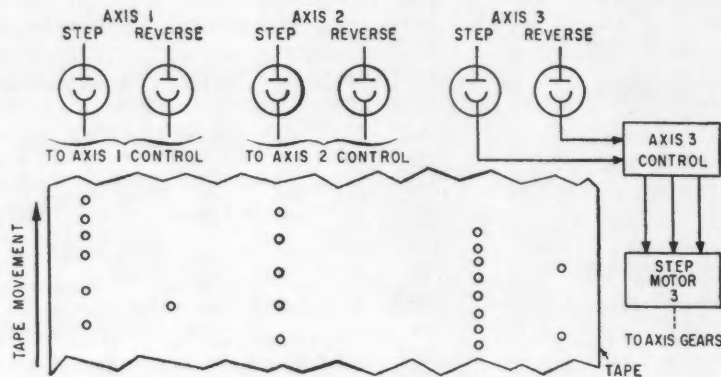 AXIS 1 AXIS 2 AXIS 3
STEP REVERSE STEP REVERSE STEP REVERSE
TO AXIS 1 CONTROL TO AXIS 2 CONTROL
AXIS 3
CONTROL
TAPE MOVEMENT
STEP
MOTOR
3
TO AXIS GEARS
TAPE